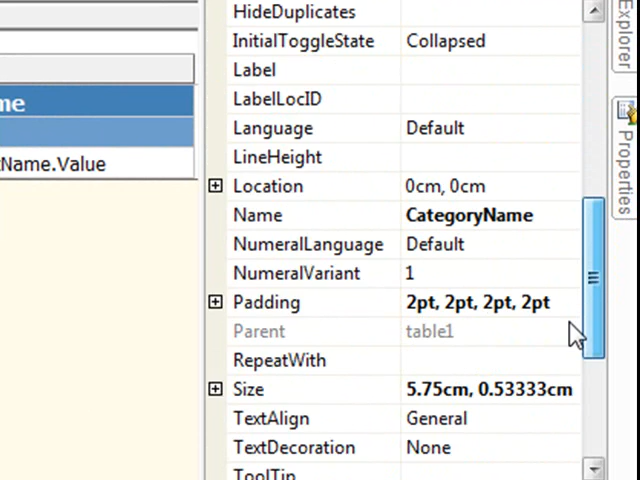 HideDuplicates
InitialToggleState Collapsed
Label
LabelLocID
Language Default
LineHeight
Location 0cm, 0cm
Name CategoryName
NumeralLanguage Default
NumeralVariant 1
Padding 2pt, 2pt, 2pt, 2pt
Parent table1
RepeatWith
Size 5.75cm, 0.53333cm
TextAlign General
TextDecoration None
ToolTip
me
tName.Value
Explorer
Properties